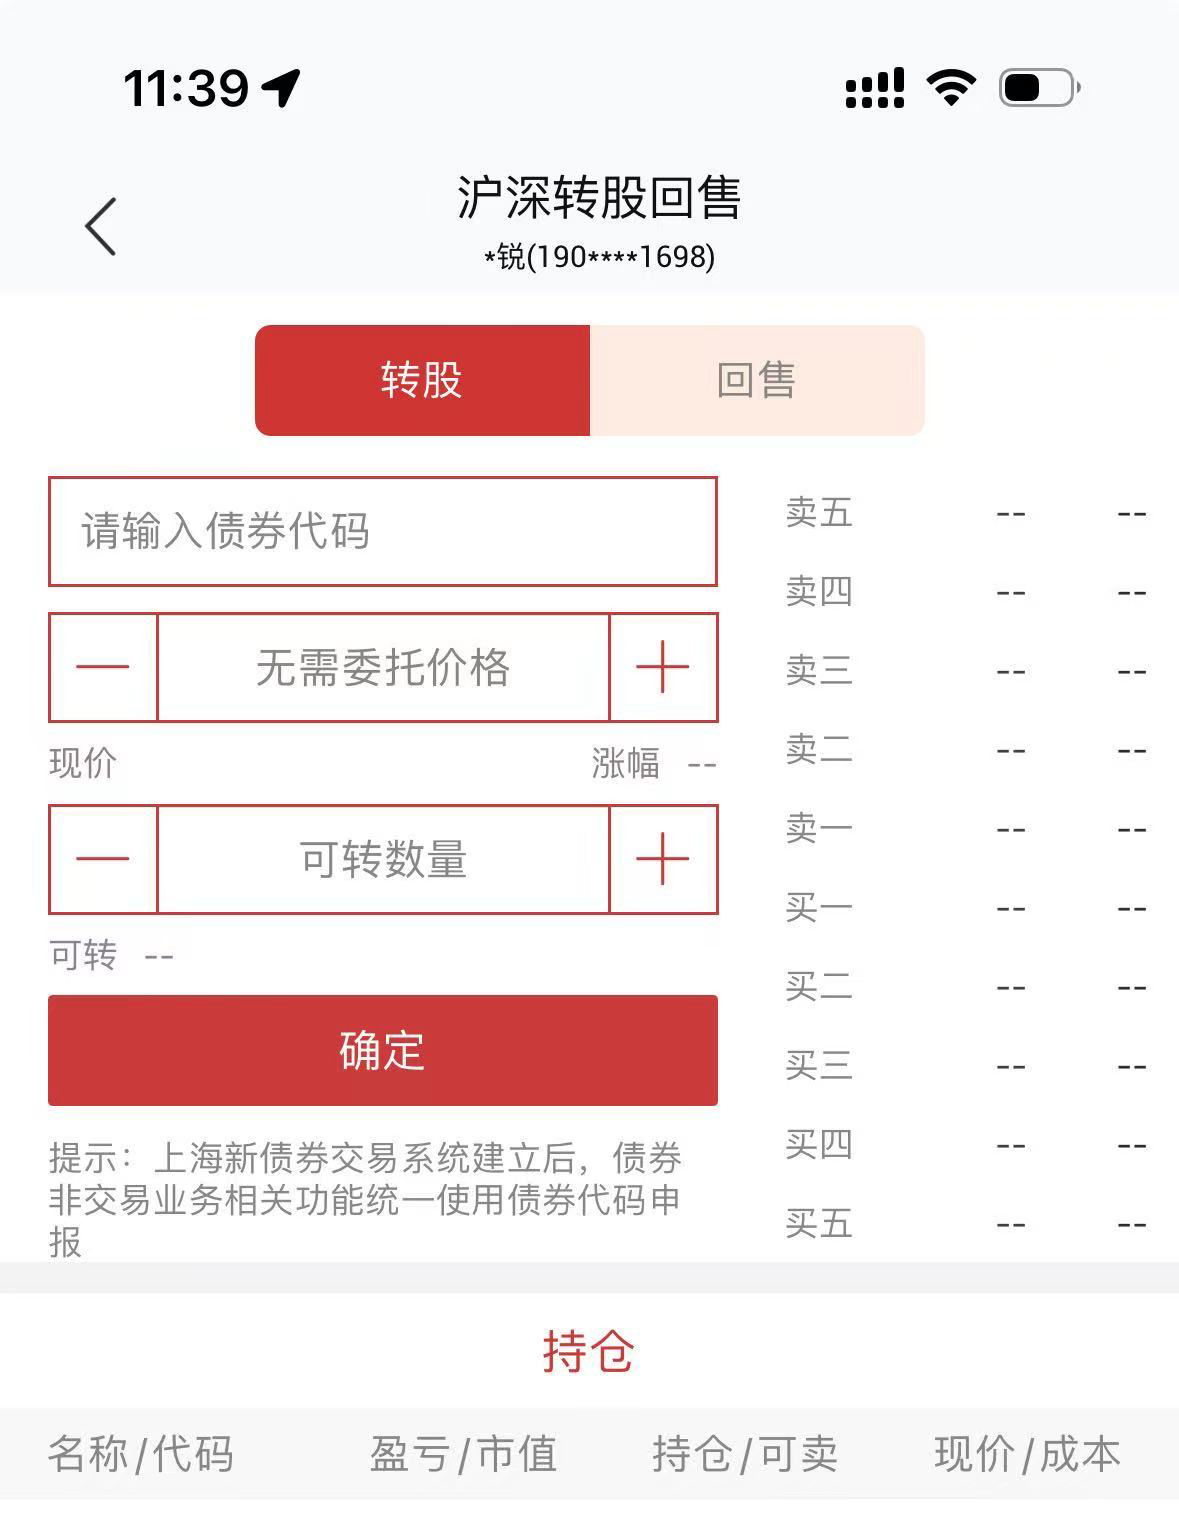 11:39
沪深转股回售
*锐(190****1698)
转股 回售
请输入债券代码
无需委托价格
现价 涨幅 --
可转数量
可转 --
确定
提示：上海新债券交易系统建立后，债券
非交易业务相关功能统一使用债券代码申
报
卖五 -- --
卖四 -- --
卖三 -- --
卖二 -- --
卖一 -- --
买一 -- --
买二 -- --
买三 -- --
买四 -- --
买五 -- --
持仓
名称/代码 盈亏/市值 持仓/可卖 现价/成本